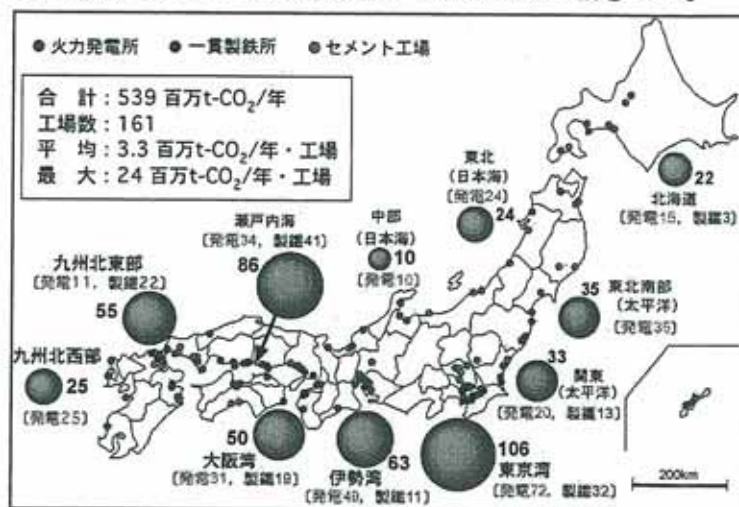 ●火力発電所 ●一貫製鉄所 ●セメント工場
合 計：539 百万t-CO₂/年
工場数：161
平 均：3.3 百万t-CO₂/年・工場
最 大：24 百万t-CO₂/年・工場
22
北海道
[発電15, 製鐵3]
東北
(日本海)
[発電24]
24
中部
(日本海)
10
[発電10]
瀬戸内海
[発電34, 製鐵41]
86
九州北東部
[発電11, 製鐵22]
55
九州北西部
25
[発電25]
35
東北南部
(太平洋)
[発電35]
33
関東
(太平洋)
[発電20, 製鐵13]
50
大阪湾
[発電31, 製鐵19]
63
伊勢湾
[発電49, 製鐵11]
106
東京湾
[発電72, 製鐵32]
200km